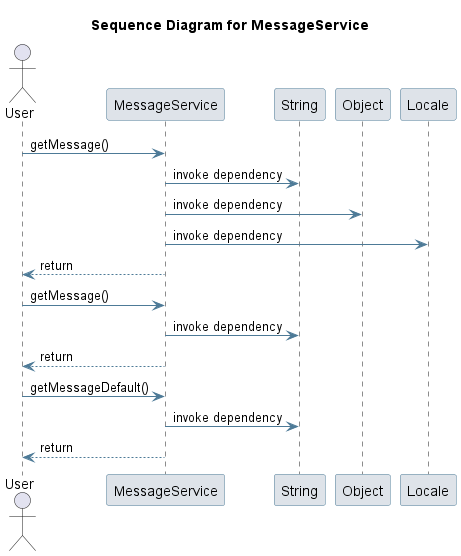 Sequence Diagram for MessageService
User
MessageService
String
Object
Locale
getMessage()
invoke dependency
invoke dependency
invoke dependency
return
getMessage()
invoke dependency
return
getMessageDefault()
invoke dependency
return
User
MessageService
String
Object
Locale